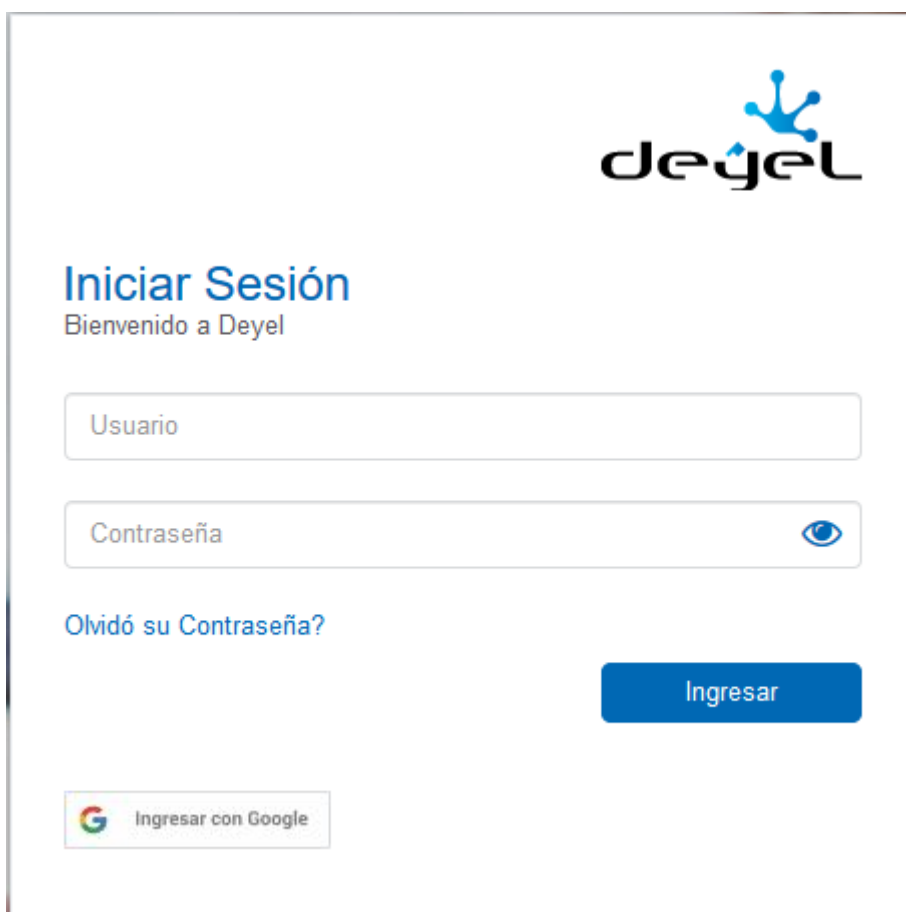 deyel
Iniciar Sesión
Bienvenido a Deyel
Usuario
Contraseña
Olvidó su Contraseña?
Ingresar
Ingresar con Google